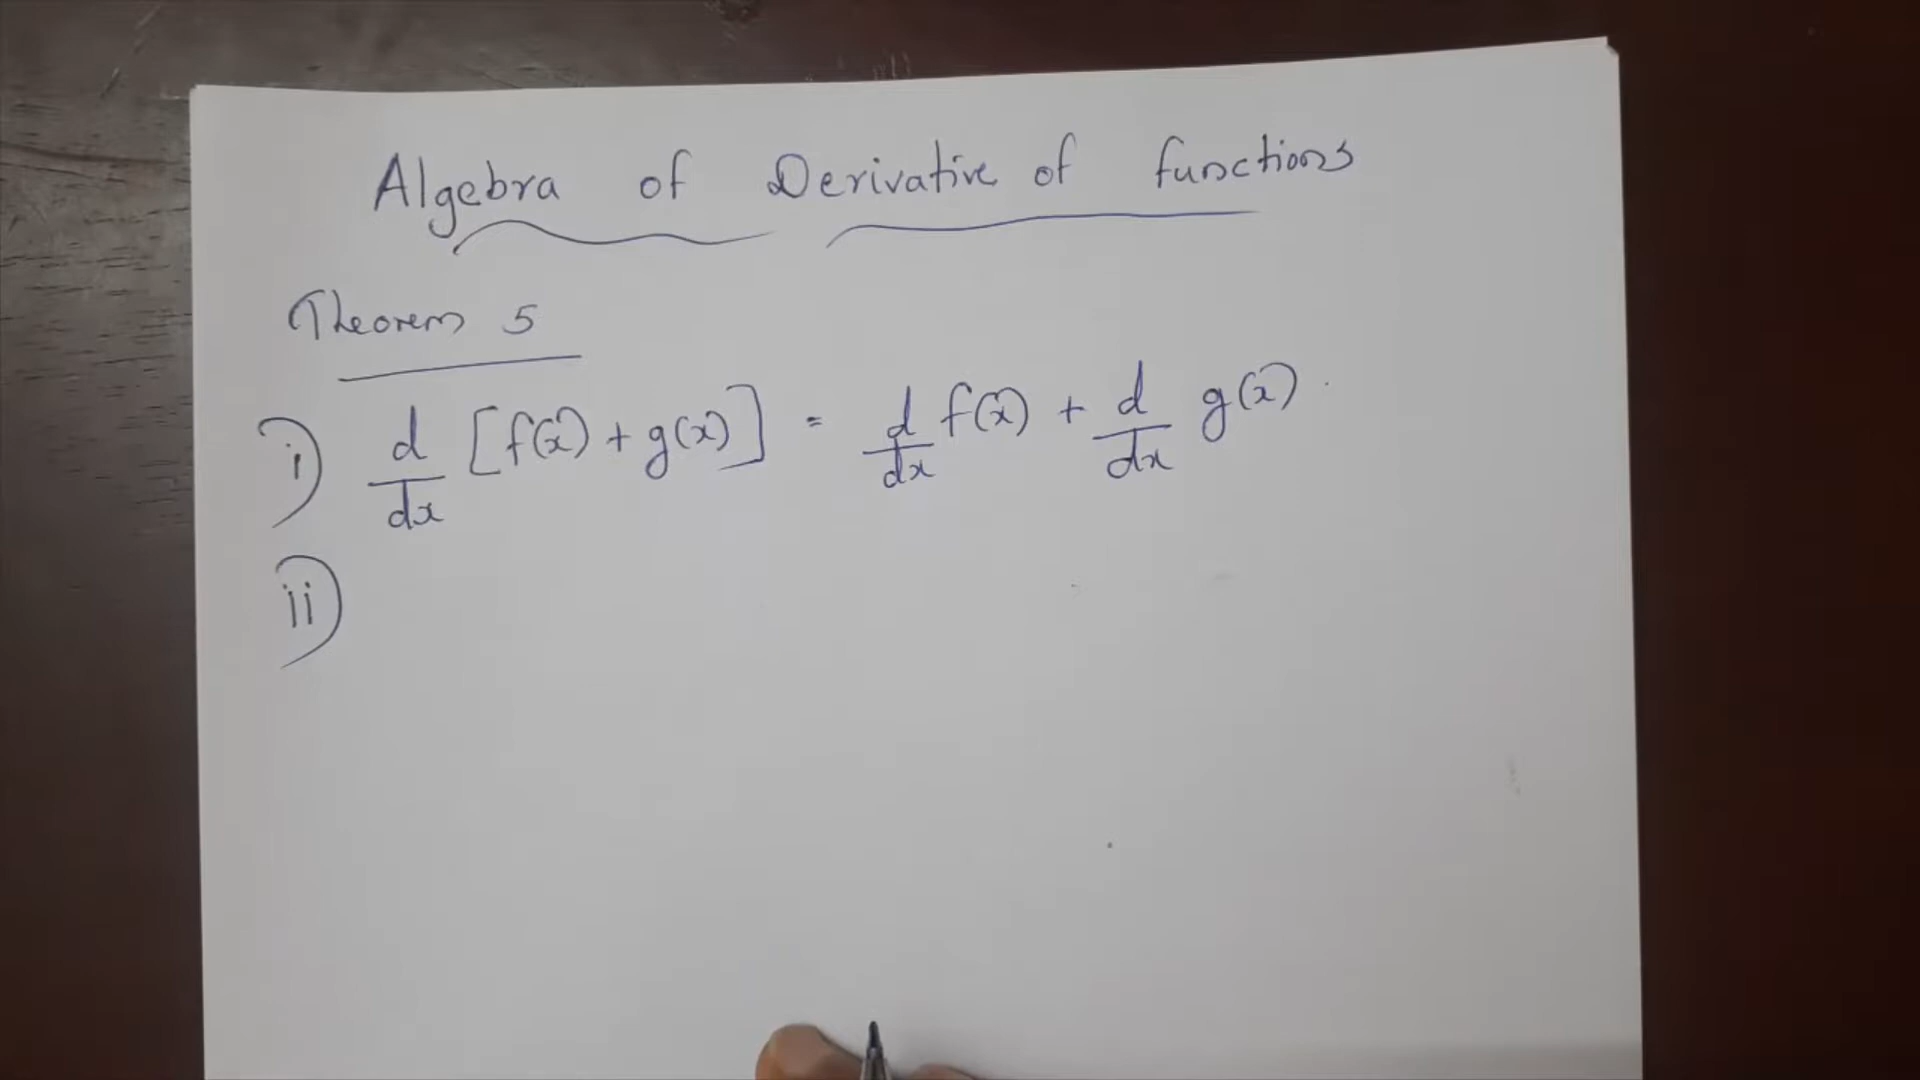 Algebra of Derivative of functions
Theorem 5
i) d/dx [f(x) + g(x)] = d/dx f(x) + d/dx g(x).
ii)